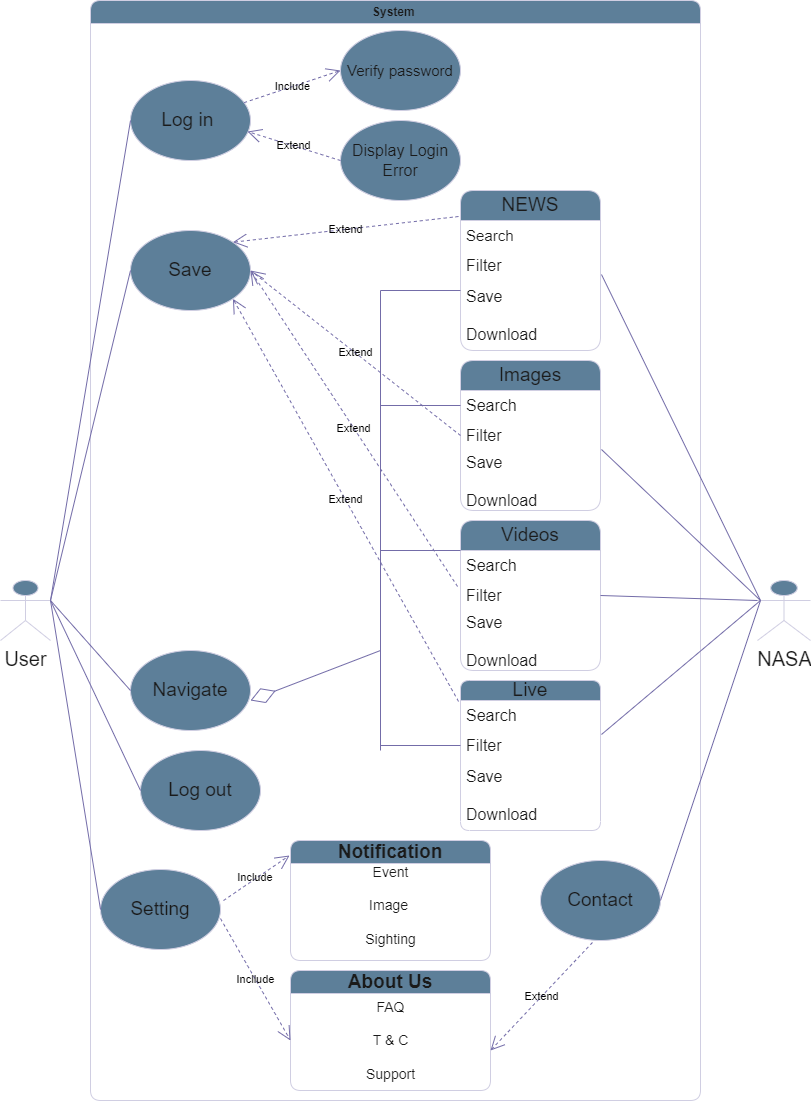 System
Verify password
Include
Log in
Extend
Display Login
Error
NEWS
Extend
Search
Save
Filter
Save
Download
Extend
Images
Search
Extend
Filter
Save
Extend
Download
Videos
Search
Filter
Save
User
NASA
Download
Navigate
Live
Search
Filter
Save
Log out
Download
Notification
Event
Include
Image
Setting
Contact
Sighting
Include
About Us
Extend
FAQ
T & C
Support